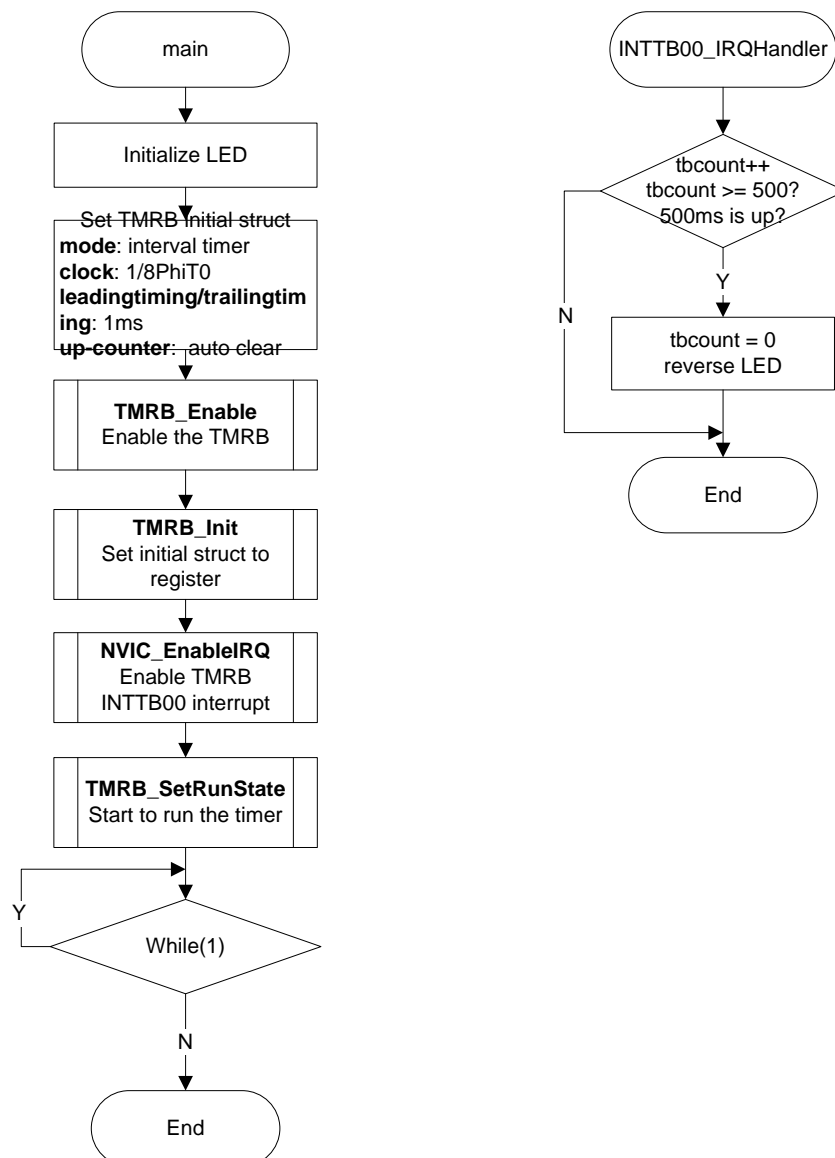 main
Initialize LED
Set TMRB initial struct
mode: interval timer
clock: 1/8PhiT0
leadingtiming/trailingtim
ing: 1ms
up-counter: auto clear
TMRB_Enable
Enable the TMRB
TMRB_Init
Set initial struct to
register
NVIC_EnableIRQ
Enable TMRB
INTTB00 interrupt
TMRB_SetRunState
Start to run the timer
Y
While(1)
N
End
INTTB00_IRQHandler
tbcount++
tbcount >= 500?
500ms is up?
Y
N
tbcount = 0
reverse LED
End